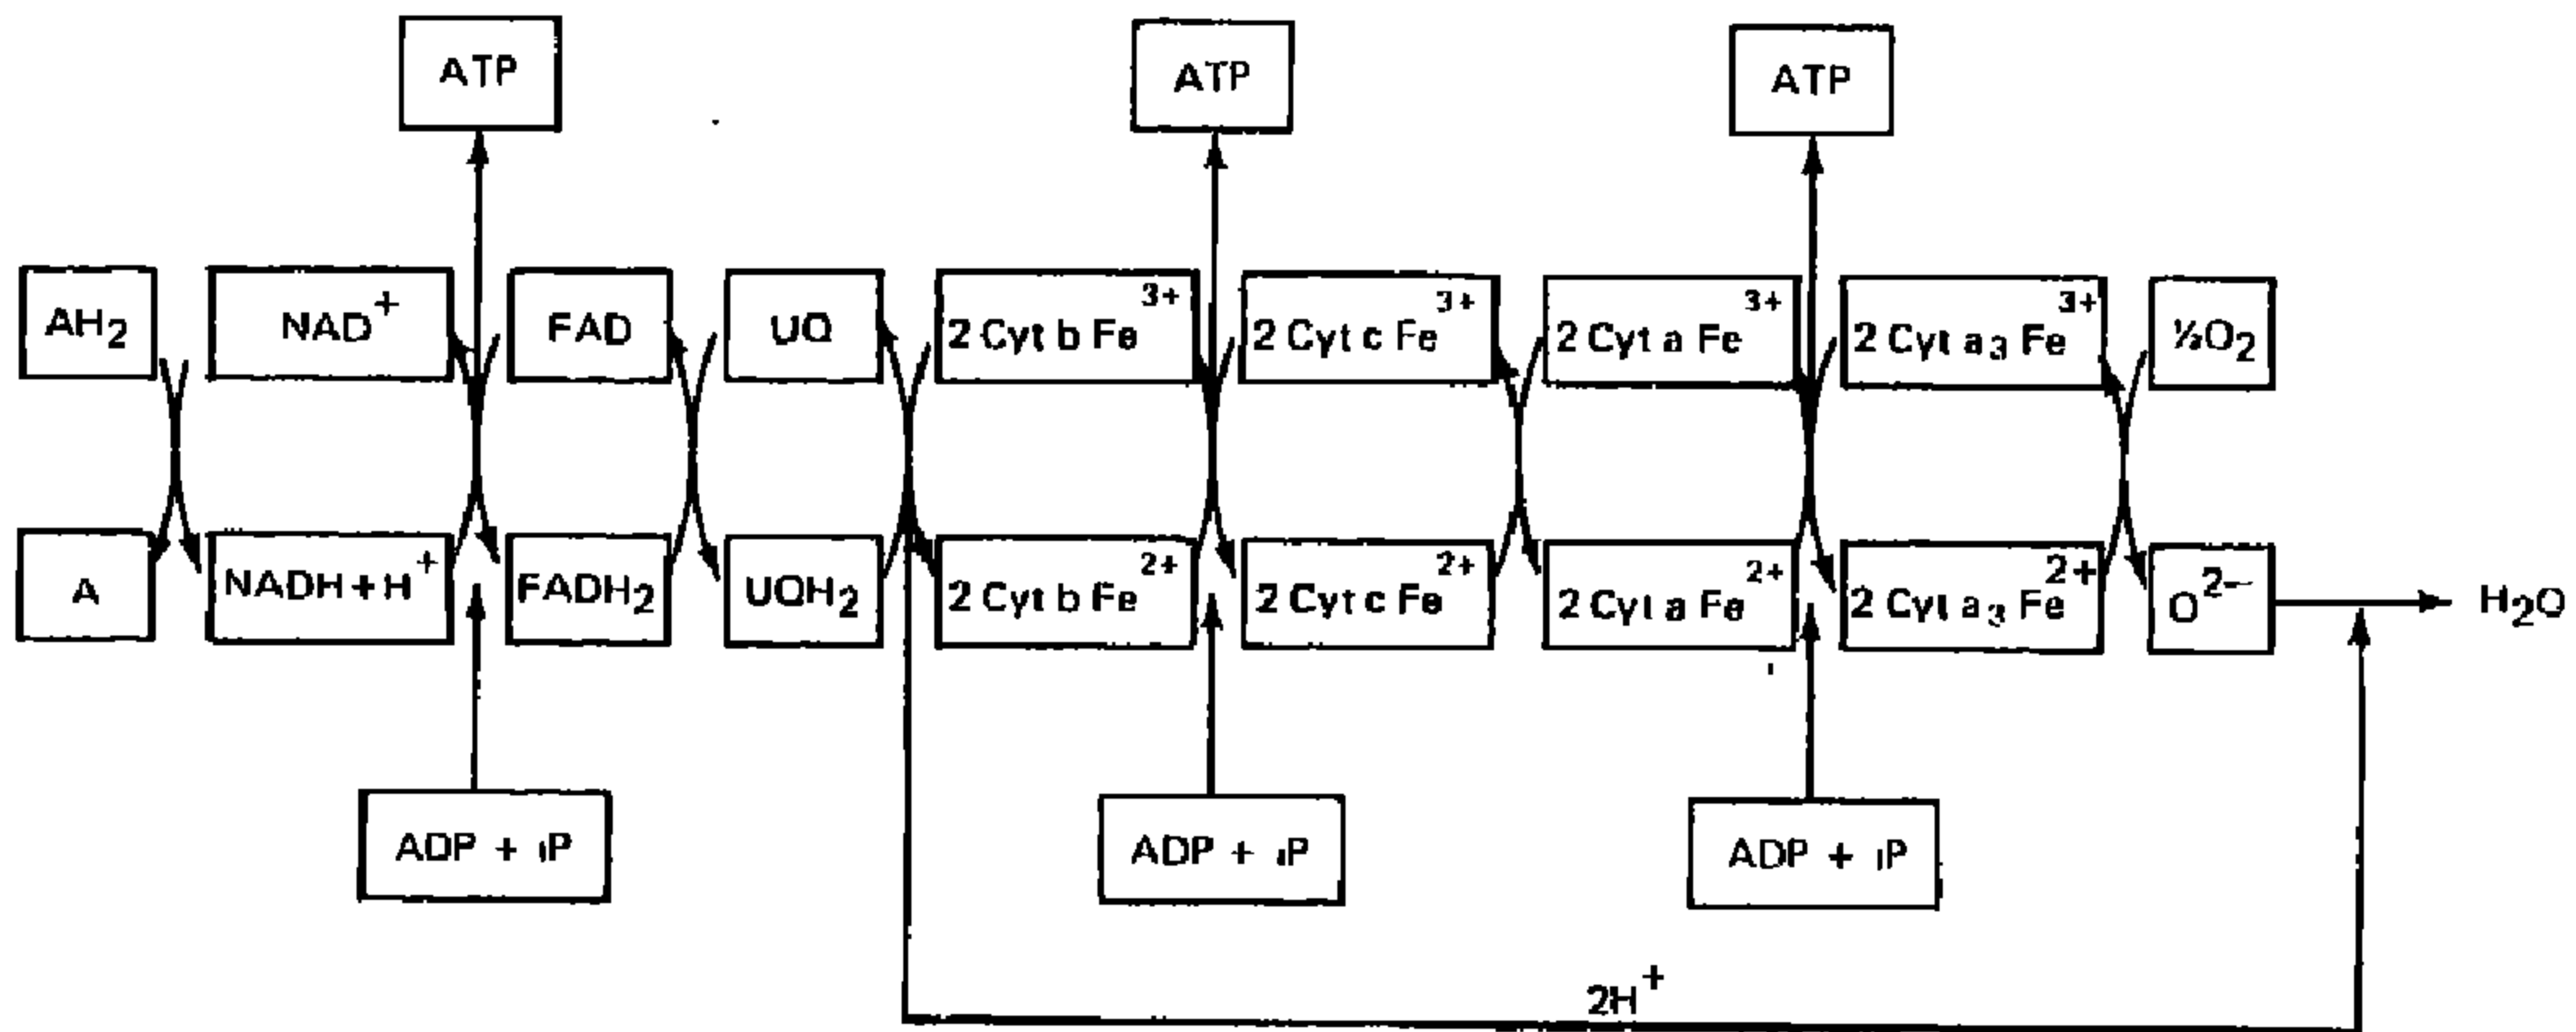 ATP ATP ATP
AH₂ NAD⁺ FAD UQ 2 Cyt b Fe³⁺ 2 Cyt c Fe³⁺ 2 Cyt a Fe³⁺ 2 Cyt a₃ Fe³⁺ ½O₂
A NADH + H⁺ FADH₂ UQH₂ 2 Cyt b Fe²⁺ 2 Cyt c Fe²⁺ 2 Cyt a Fe²⁺ 2 Cyt a₃ Fe²⁺ O²⁻ H₂O
ADP + iP ADP + iP ADP + iP
2H⁺